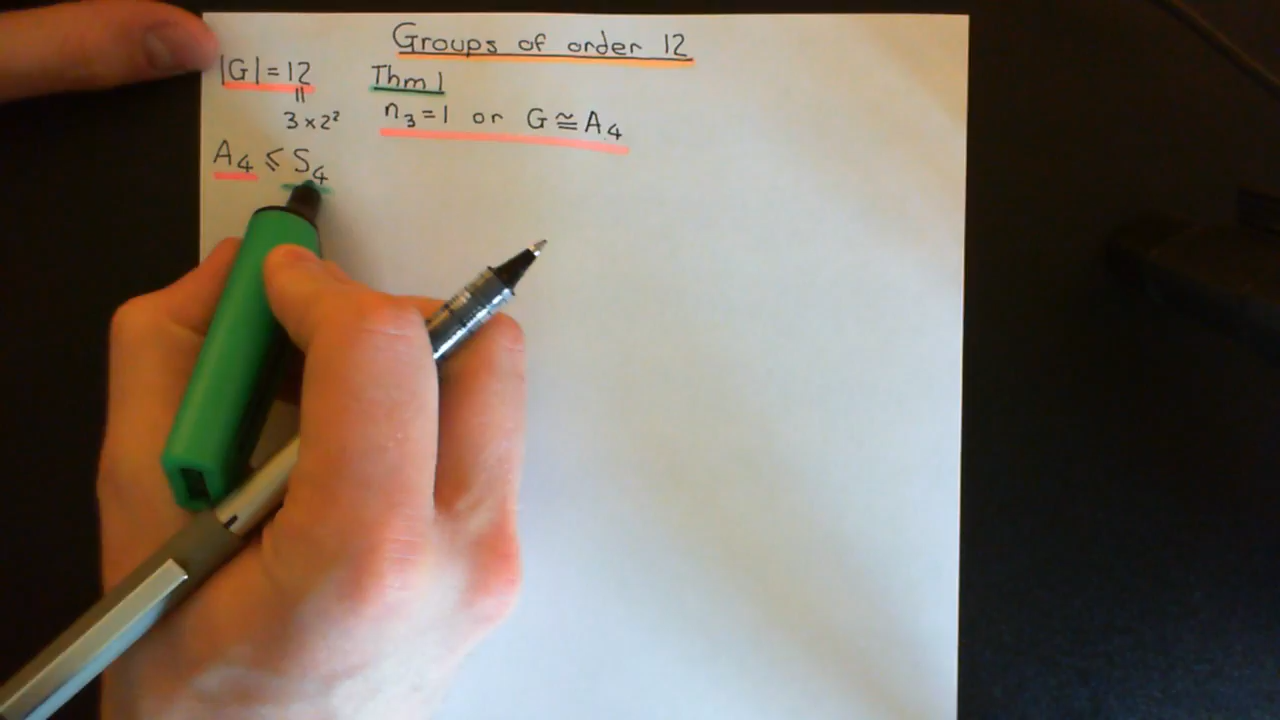 Groups of order 12
|G| = 12
=
3 × 2²
A₄ ⩽ S₄
Thm 1
n₃ = 1 or G ≅ A₄